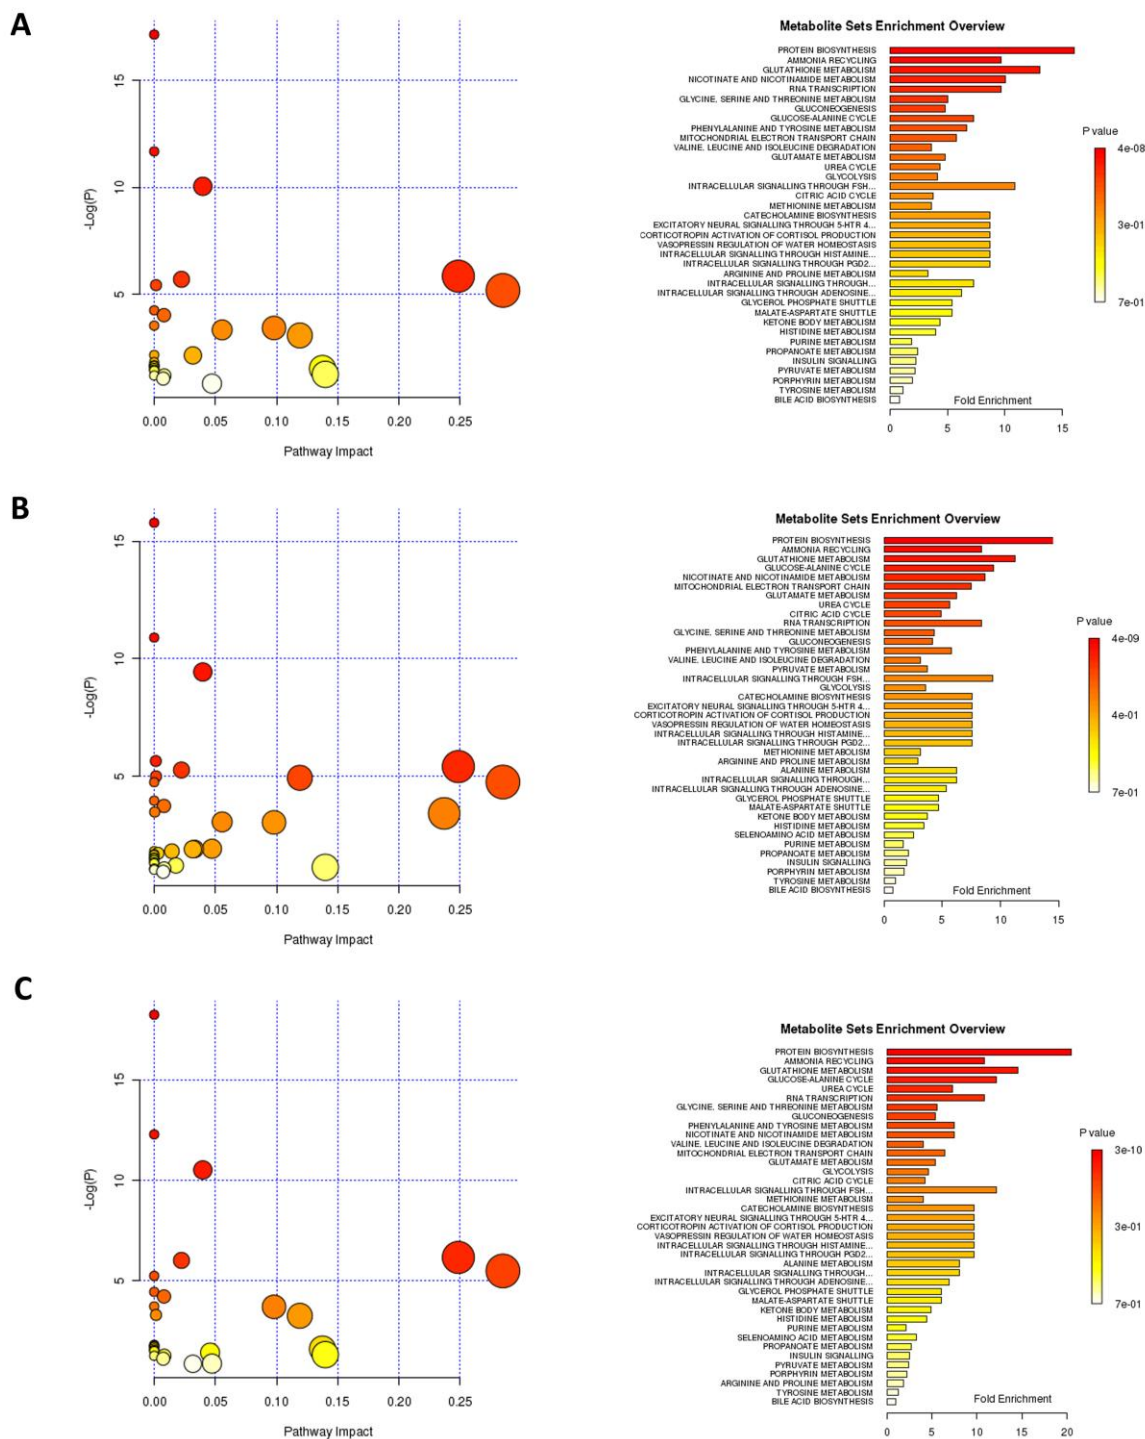 A
-Log(P)
15
10
5
0.00 0.05 0.10 0.15 0.20 0.25
Pathway Impact
Metabolite Sets Enrichment Overview
PROTEIN BIOSYNTHESIS
AMMONIA RECYCLING
GLUTATHIONE METABOLISM
NICOTINATE AND NICOTINAMIDE METABOLISM
RNA TRANSCRIPTION
GLYCINE, SERINE AND THREONINE METABOLISM
GLUCONEOGENESIS
GLUCOSE-ALANINE CYCLE
PHENYLALANINE AND TYROSINE METABOLISM
MITOCHONDRIAL ELECTRON TRANSPORT CHAIN
VALINE, LEUCINE AND ISOLEUCINE DEGRADATION
GLUTAMATE METABOLISM
UREA CYCLE
GLYCOLYSIS
INTRACELLULAR SIGNALLING THROUGH FSH...
CITRIC ACID CYCLE
METHIONINE METABOLISM
CATECHOLAMINE BIOSYNTHESIS
EXCITATORY NEURAL SIGNALLING THROUGH 5-HTR 4...
CORTICOTROPIN ACTIVATION OF CORTISOL PRODUCTION
VASOPRESSIN REGULATION OF WATER HOMEOSTASIS
INTRACELLULAR SIGNALLING THROUGH HISTAMINE...
INTRACELLULAR SIGNALLING THROUGH PGD2...
ARGININE AND PROLINE METABOLISM
INTRACELLULAR SIGNALLING THROUGH...
INTRACELLULAR SIGNALLING THROUGH ADENOSINE...
GLYCEROL PHOSPHATE SHUTTLE
MALATE-ASPARTATE SHUTTLE
KETONE BODY METABOLISM
HISTIDINE METABOLISM
PURINE METABOLISM
PROPANOATE METABOLISM
INSULIN SIGNALLING
PYRUVATE METABOLISM
PORPHYRIN METABOLISM
TYROSINE METABOLISM
BILE ACID BIOSYNTHESIS
Fold Enrichment
0 5 10 15
P value
4e-08
3e-01
7e-01
B
-Log(P)
15
10
5
0.00 0.05 0.10 0.15 0.20 0.25
Pathway Impact
Metabolite Sets Enrichment Overview
PROTEIN BIOSYNTHESIS
AMMONIA RECYCLING
GLUTATHIONE METABOLISM
GLUCOSE-ALANINE CYCLE
NICOTINATE AND NICOTINAMIDE METABOLISM
MITOCHONDRIAL ELECTRON TRANSPORT CHAIN
GLUTAMATE METABOLISM
UREA CYCLE
CITRIC ACID CYCLE
RNA TRANSCRIPTION
GLYCINE, SERINE AND THREONINE METABOLISM
GLUCONEOGENESIS
PHENYLALANINE AND TYROSINE METABOLISM
VALINE, LEUCINE AND ISOLEUCINE DEGRADATION
PYRUVATE METABOLISM
INTRACELLULAR SIGNALLING THROUGH FSH...
GLYCOLYSIS
CATECHOLAMINE BIOSYNTHESIS
EXCITATORY NEURAL SIGNALLING THROUGH 5-HTR 4...
CORTICOTROPIN ACTIVATION OF CORTISOL PRODUCTION
VASOPRESSIN REGULATION OF WATER HOMEOSTASIS
INTRACELLULAR SIGNALLING THROUGH HISTAMINE...
INTRACELLULAR SIGNALLING THROUGH PGD2...
METHIONINE METABOLISM
ARGININE AND PROLINE METABOLISM
ALANINE METABOLISM
INTRACELLULAR SIGNALLING THROUGH...
INTRACELLULAR SIGNALLING THROUGH ADENOSINE...
GLYCEROL PHOSPHATE SHUTTLE
MALATE-ASPARTATE SHUTTLE
KETONE BODY METABOLISM
HISTIDINE METABOLISM
SELENOAMINO ACID METABOLISM
PURINE METABOLISM
PROPANOATE METABOLISM
INSULIN SIGNALLING
PORPHYRIN METABOLISM
TYROSINE METABOLISM
BILE ACID BIOSYNTHESIS
Fold Enrichment
0 5 10 15
P value
4e-09
4e-01
7e-01
C
-Log(P)
15
10
5
0.00 0.05 0.10 0.15 0.20 0.25
Pathway Impact
Metabolite Sets Enrichment Overview
PROTEIN BIOSYNTHESIS
AMMONIA RECYCLING
GLUTATHIONE METABOLISM
GLUCOSE-ALANINE CYCLE
UREA CYCLE
RNA TRANSCRIPTION
GLYCINE, SERINE AND THREONINE METABOLISM
GLUCONEOGENESIS
PHENYLALANINE AND TYROSINE METABOLISM
NICOTINATE AND NICOTINAMIDE METABOLISM
VALINE, LEUCINE AND ISOLEUCINE DEGRADATION
MITOCHONDRIAL ELECTRON TRANSPORT CHAIN
GLUTAMATE METABOLISM
GLYCOLYSIS
CITRIC ACID CYCLE
INTRACELLULAR SIGNALLING THROUGH FSH...
METHIONINE METABOLISM
CATECHOLAMINE BIOSYNTHESIS
EXCITATORY NEURAL SIGNALLING THROUGH 5-HTR 4...
CORTICOTROPIN ACTIVATION OF CORTISOL PRODUCTION
VASOPRESSIN REGULATION OF WATER HOMEOSTASIS
INTRACELLULAR SIGNALLING THROUGH HISTAMINE...
INTRACELLULAR SIGNALLING THROUGH PGD2...
ALANINE METABOLISM
INTRACELLULAR SIGNALLING THROUGH...
INTRACELLULAR SIGNALLING THROUGH ADENOSINE...
GLYCEROL PHOSPHATE SHUTTLE
MALATE-ASPARTATE SHUTTLE
KETONE BODY METABOLISM
HISTIDINE METABOLISM
PURINE METABOLISM
SELENOAMINO ACID METABOLISM
PROPANOATE METABOLISM
INSULIN SIGNALLING
PYRUVATE METABOLISM
PORPHYRIN METABOLISM
ARGININE AND PROLINE METABOLISM
TYROSINE METABOLISM
BILE ACID BIOSYNTHESIS
Fold Enrichment
0 5 10 15 20
P value
3e-10
3e-01
7e-01